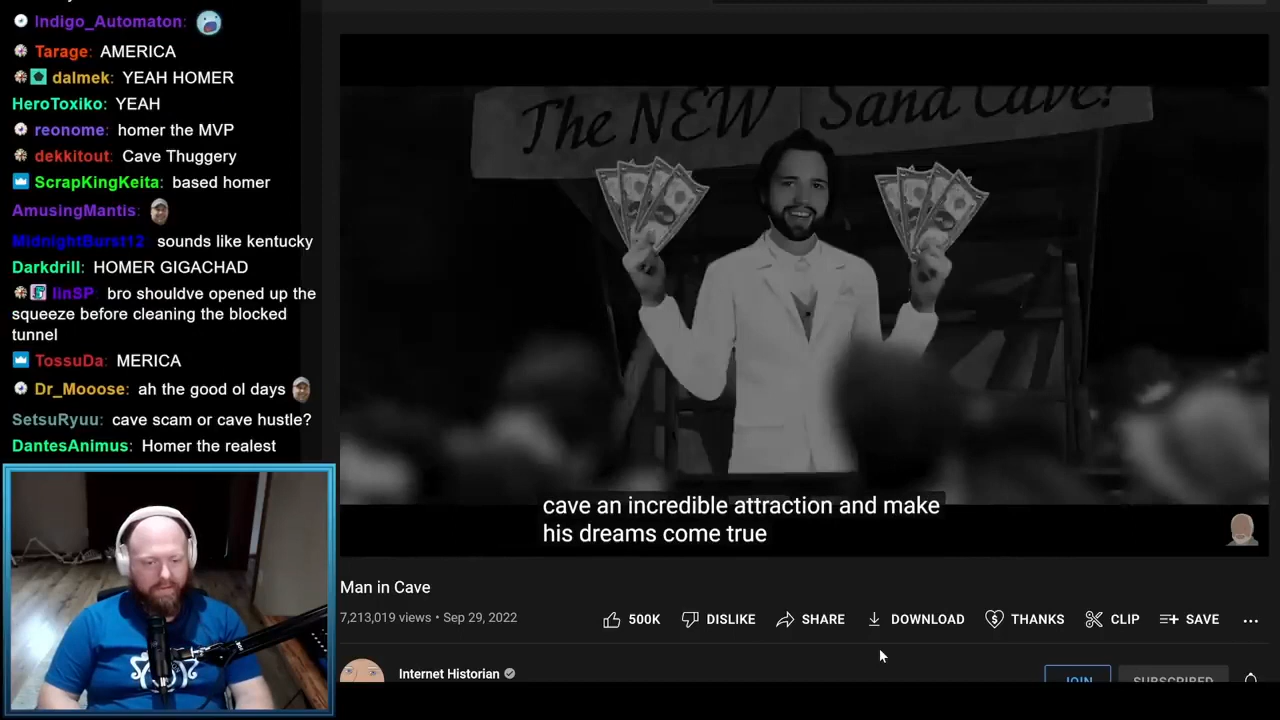 Indigo_Automaton:
Tarage: AMERICA
dalmek: YEAH HOMER
HeroToxiko: YEAH
reonome: homer the MVP
dekkitout: Cave Thuggery
ScrapKingKeita: based homer
AmusingMantis:
MidnightBurst12: sounds like kentucky
Darkdrill: HOMER GIGACHAD
linSP: bro shouldve opened up the
squeeze before cleaning the blocked
tunnel
TossuDa: MERICA
Dr_Mooose: ah the good ol days
SetsuRyuu: cave scam or cave hustle?
DantesAnimus: Homer the realest
The NEW Sand Cave!
cave an incredible attraction and make
his dreams come true
Man in Cave
7,213,019 views • Sep 29, 2022
500K DISLIKE SHARE DOWNLOAD THANKS CLIP SAVE
Internet Historian
JOIN SUBSCRIBED